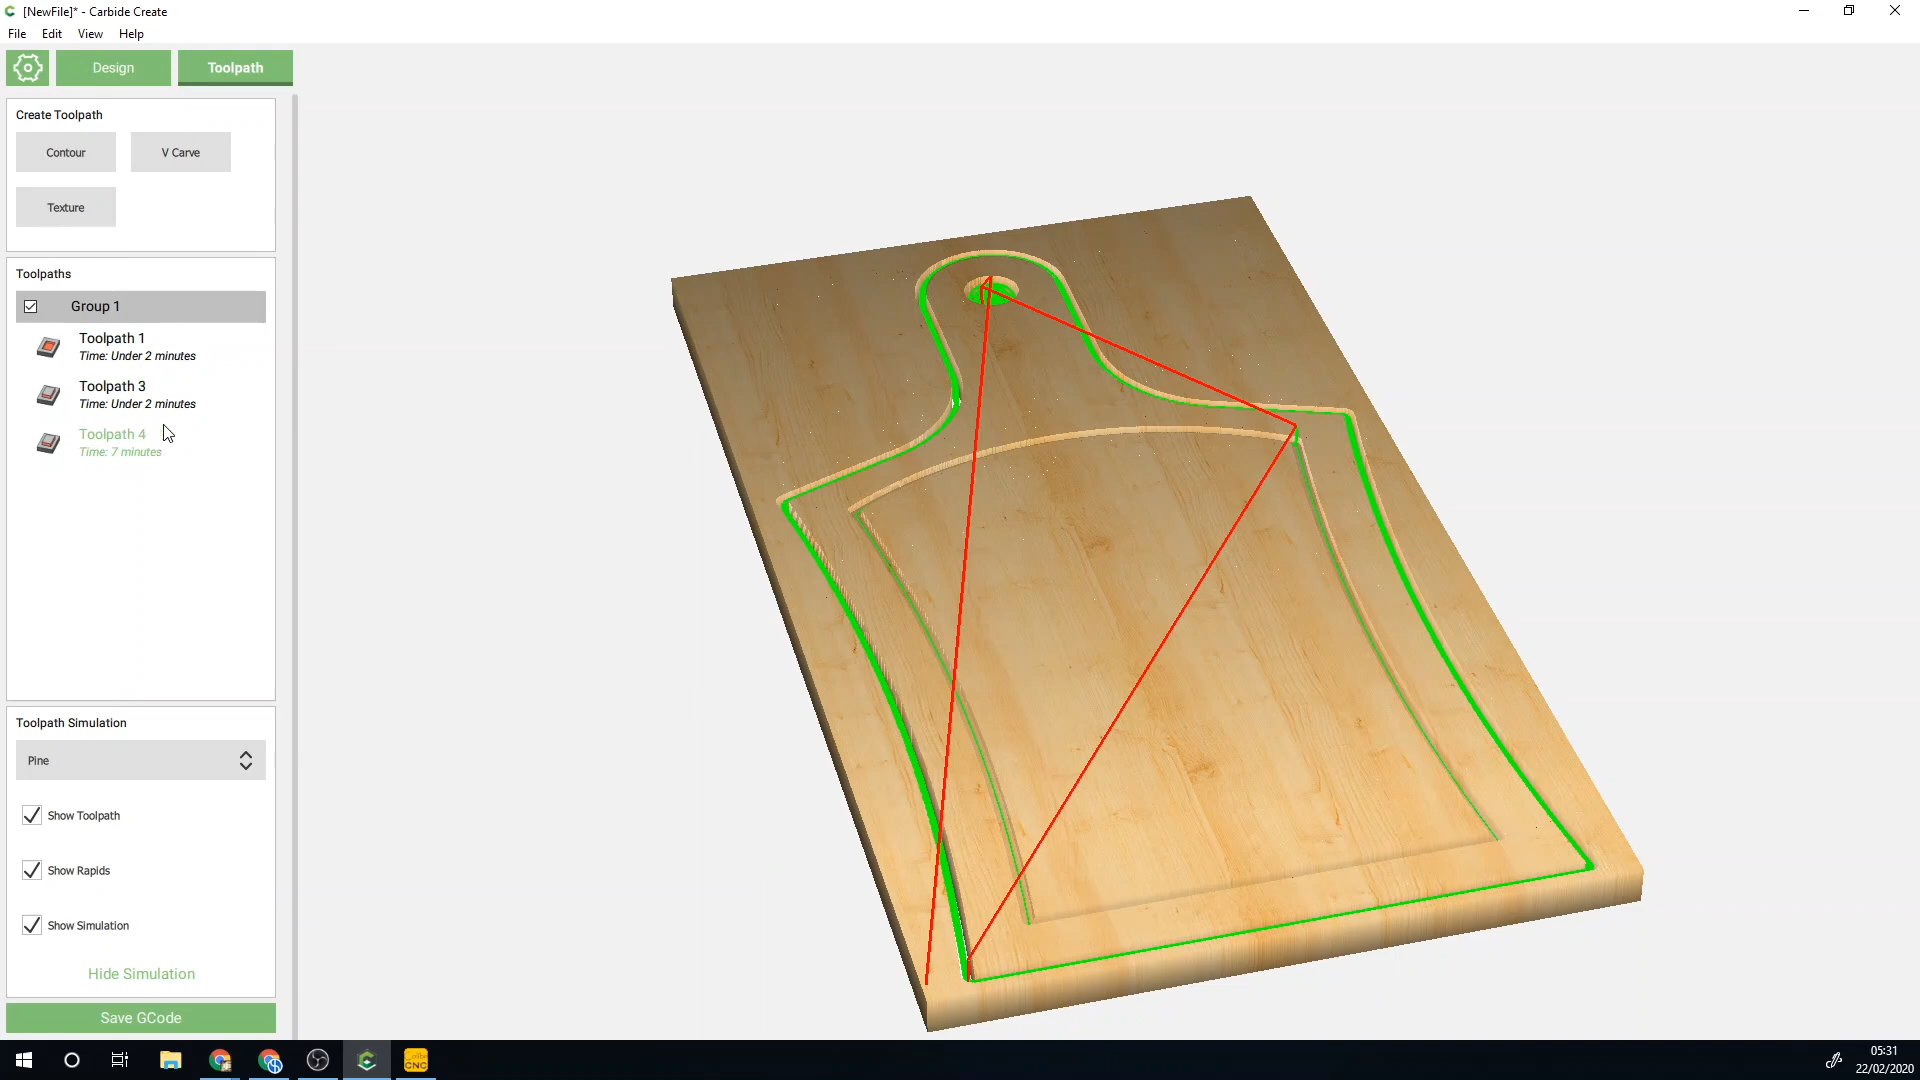 [NewFile]* - Carbide Create
File Edit View Help
Design Toolpath
Create Toolpath
Contour V Carve
Texture
Toolpaths
Group 1
Toolpath 1
Time: Under 2 minutes
Toolpath 3
Time: Under 2 minutes
Toolpath 4
Time: 7 minutes
Toolpath Simulation
Pine
Show Toolpath
Show Rapids
Show Simulation
Hide Simulation
Save GCode
CNC
05:31
22/02/2020